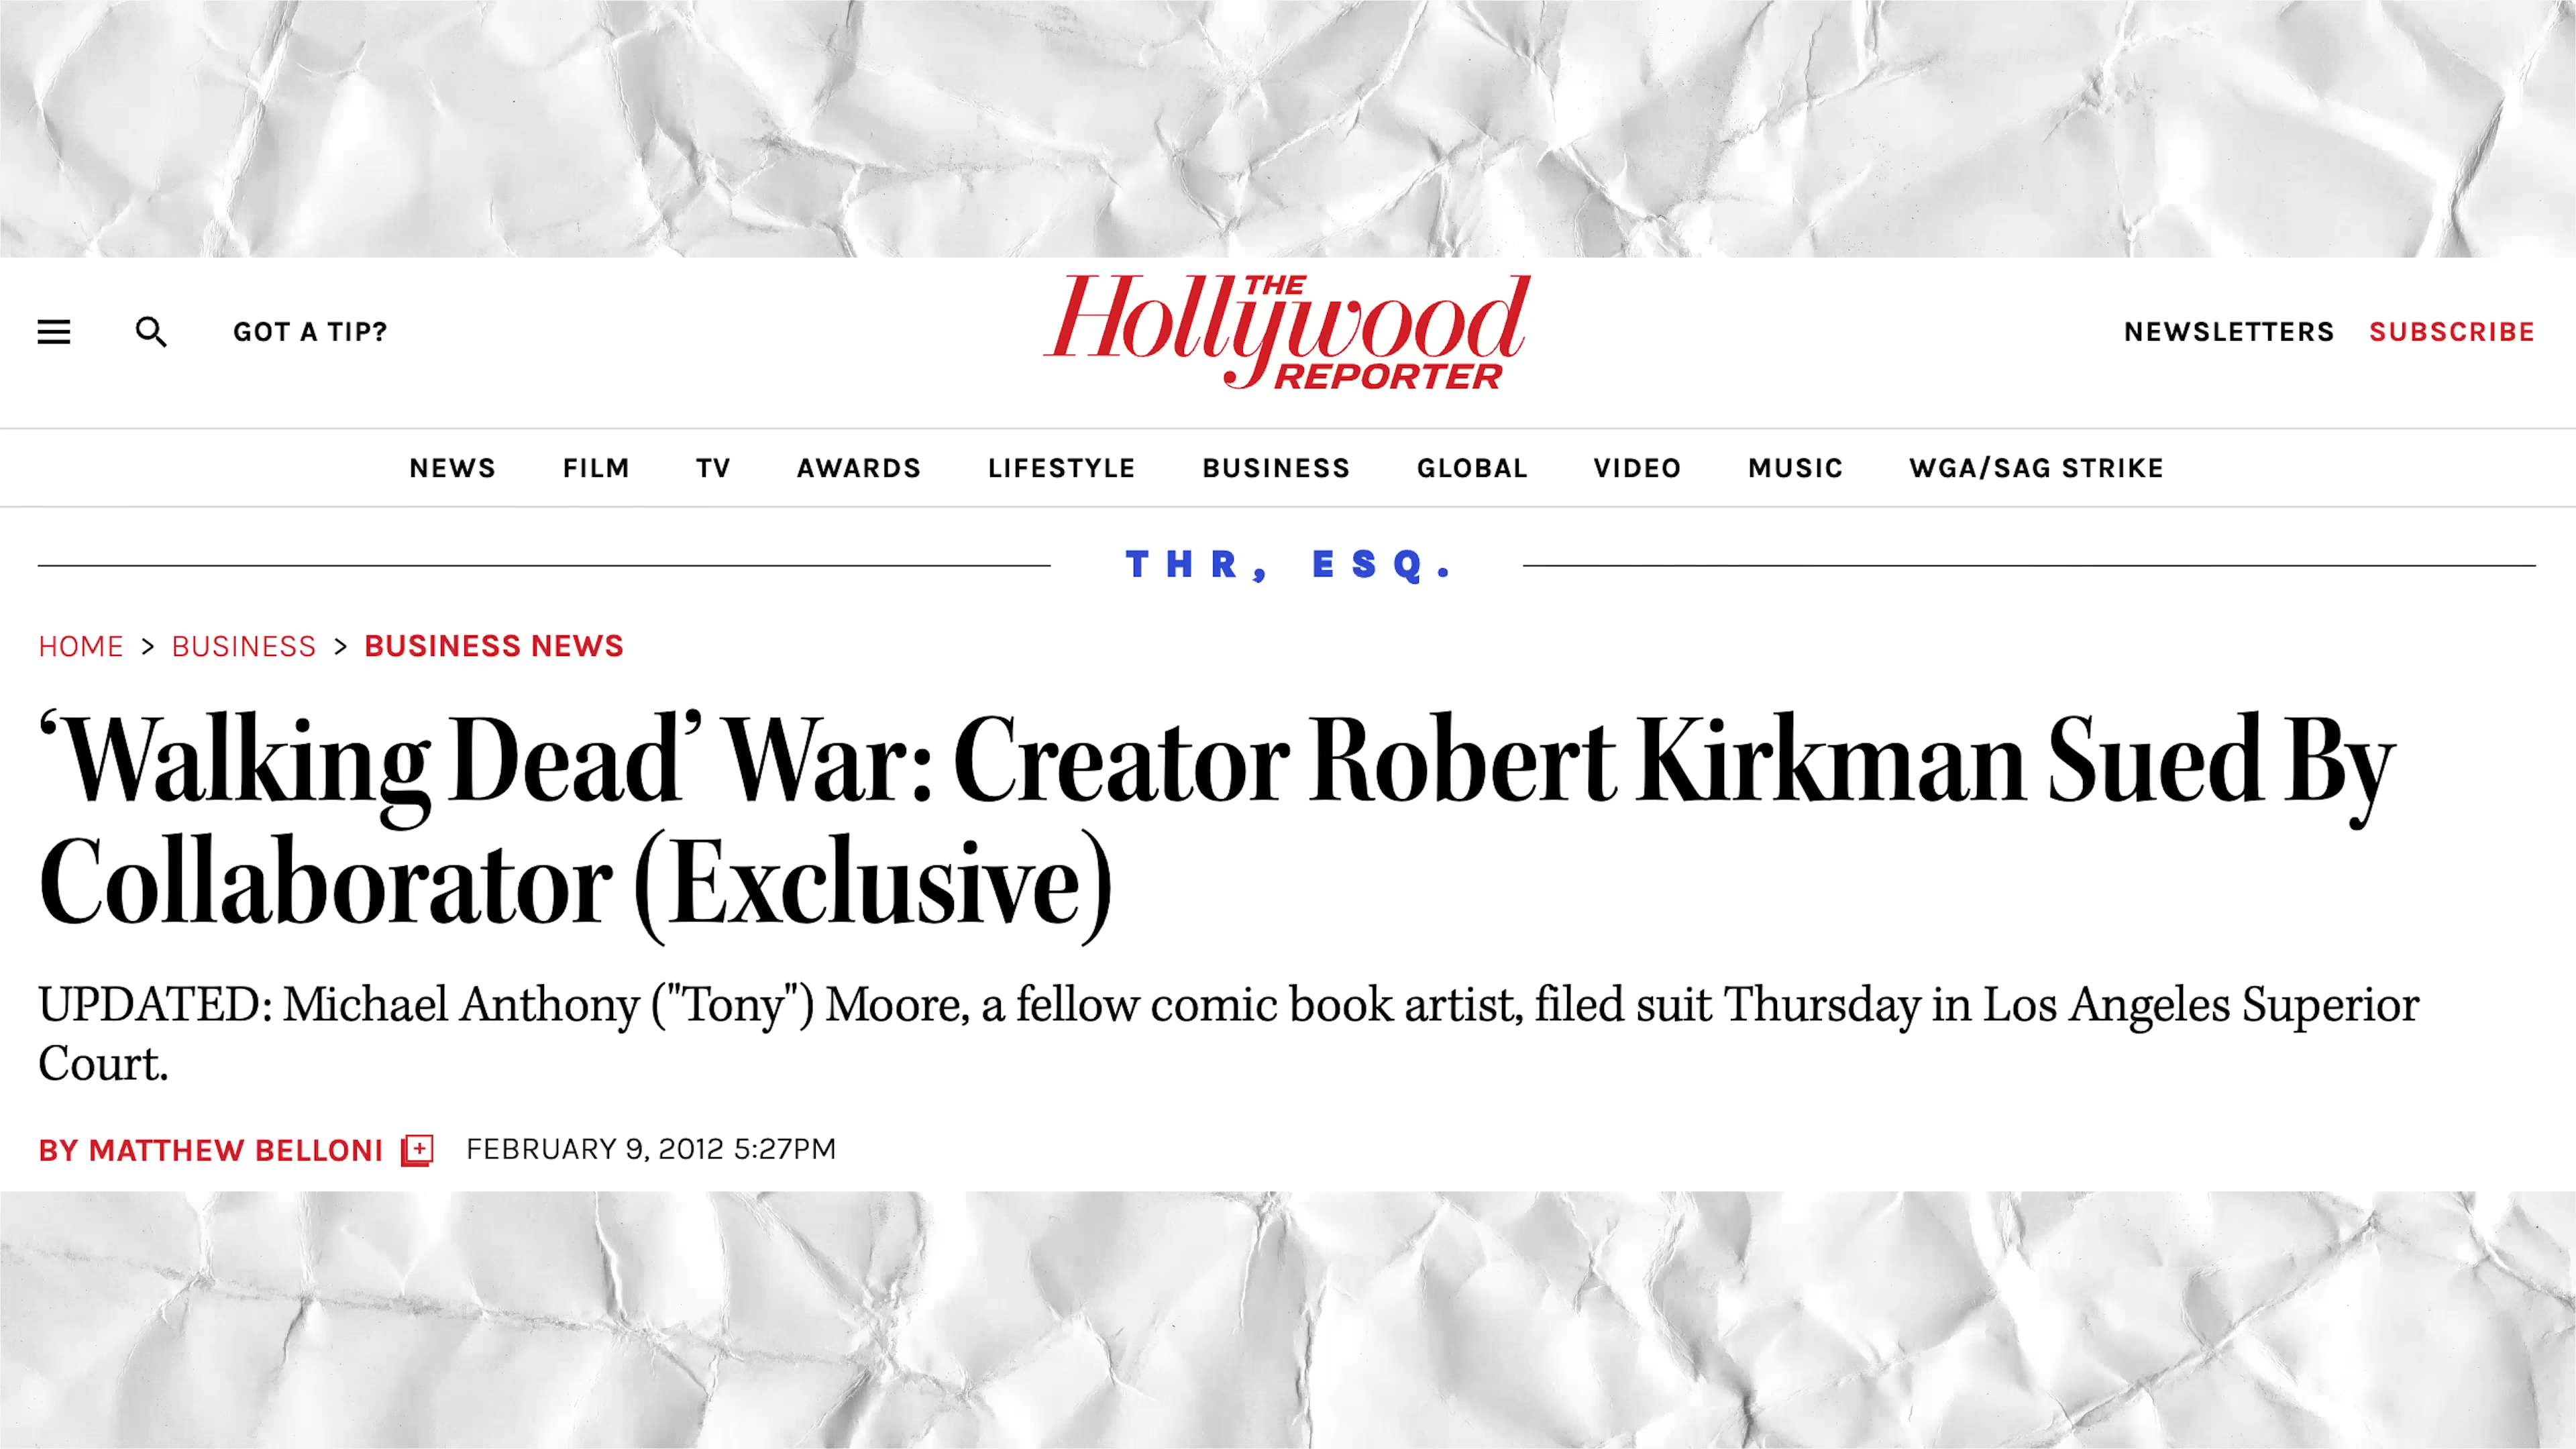 GOT A TIP?
THE
Hollywood
REPORTER
NEWSLETTERS SUBSCRIBE
NEWS FILM TV AWARDS LIFESTYLE BUSINESS GLOBAL VIDEO MUSIC WGA/SAG STRIKE
THR, ESQ.
HOME > BUSINESS > BUSINESS NEWS
‘Walking Dead’ War: Creator Robert Kirkman Sued By
Collaborator (Exclusive)
UPDATED: Michael Anthony ("Tony") Moore, a fellow comic book artist, filed suit Thursday in Los Angeles Superior
Court.
BY MATTHEW BELLONI FEBRUARY 9, 2012 5:27PM